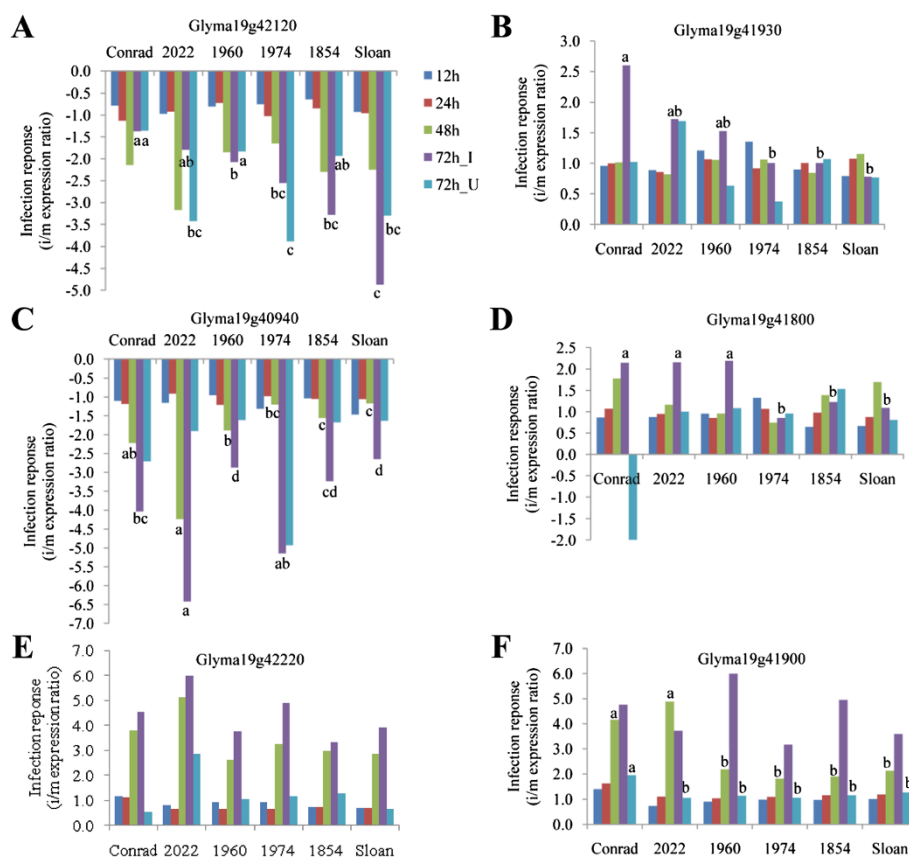 A
Glyma19g42120
Conrad 2022 1960 1974 1854 Sloan
0.0
-0.5
-1.0
-1.5
-2.0
-2.5
-3.0
-3.5
-4.0
-4.5
-5.0
Infection reponse
(i/m expression ratio)
aa
ab
bc
b
a
bc
c
bc
ab
c
bc
12h
24h
48h
72h_I
72h_U
B
Glyma19g41930
3.0
2.5
2.0
1.5
1.0
0.5
0.0
Infection reponse
(i/m expression ratio)
a
ab
ab
b
b
b
Conrad 2022 1960 1974 1854 Sloan
C
Glyma19g40940
Conrad 2022 1960 1974 1854 Sloan
0.0
-0.5
-1.0
-1.5
-2.0
-2.5
-3.0
-3.5
-4.0
-4.5
-5.0
-5.5
-6.0
-6.5
-7.0
Infection reponse
(i/m expression ratio)
ab
bc
a
a
b
d
bc
ab
c
cd
c
d
D
Glyma19g41800
2.5
2.0
1.5
1.0
0.5
0.0
-0.5
-1.0
-1.5
-2.0
Infection response
(i/m expression ratio)
a
a
a
b
b
b
Conrad 2022 1960 1974 1854 Sloan
E
Glyma19g42220
7.0
6.0
5.0
4.0
3.0
2.0
1.0
0.0
Infection reponse
(i/m expression ratio)
Conrad 2022 1960 1974 1854 Sloan
F
Glyma19g41900
7.0
6.0
5.0
4.0
3.0
2.0
1.0
0.0
Infection reponse
(i/m expression ratio)
a
a
a
b
b
b
b
b
b
b
b
b
Conrad 2022 1960 1974 1854 Sloan